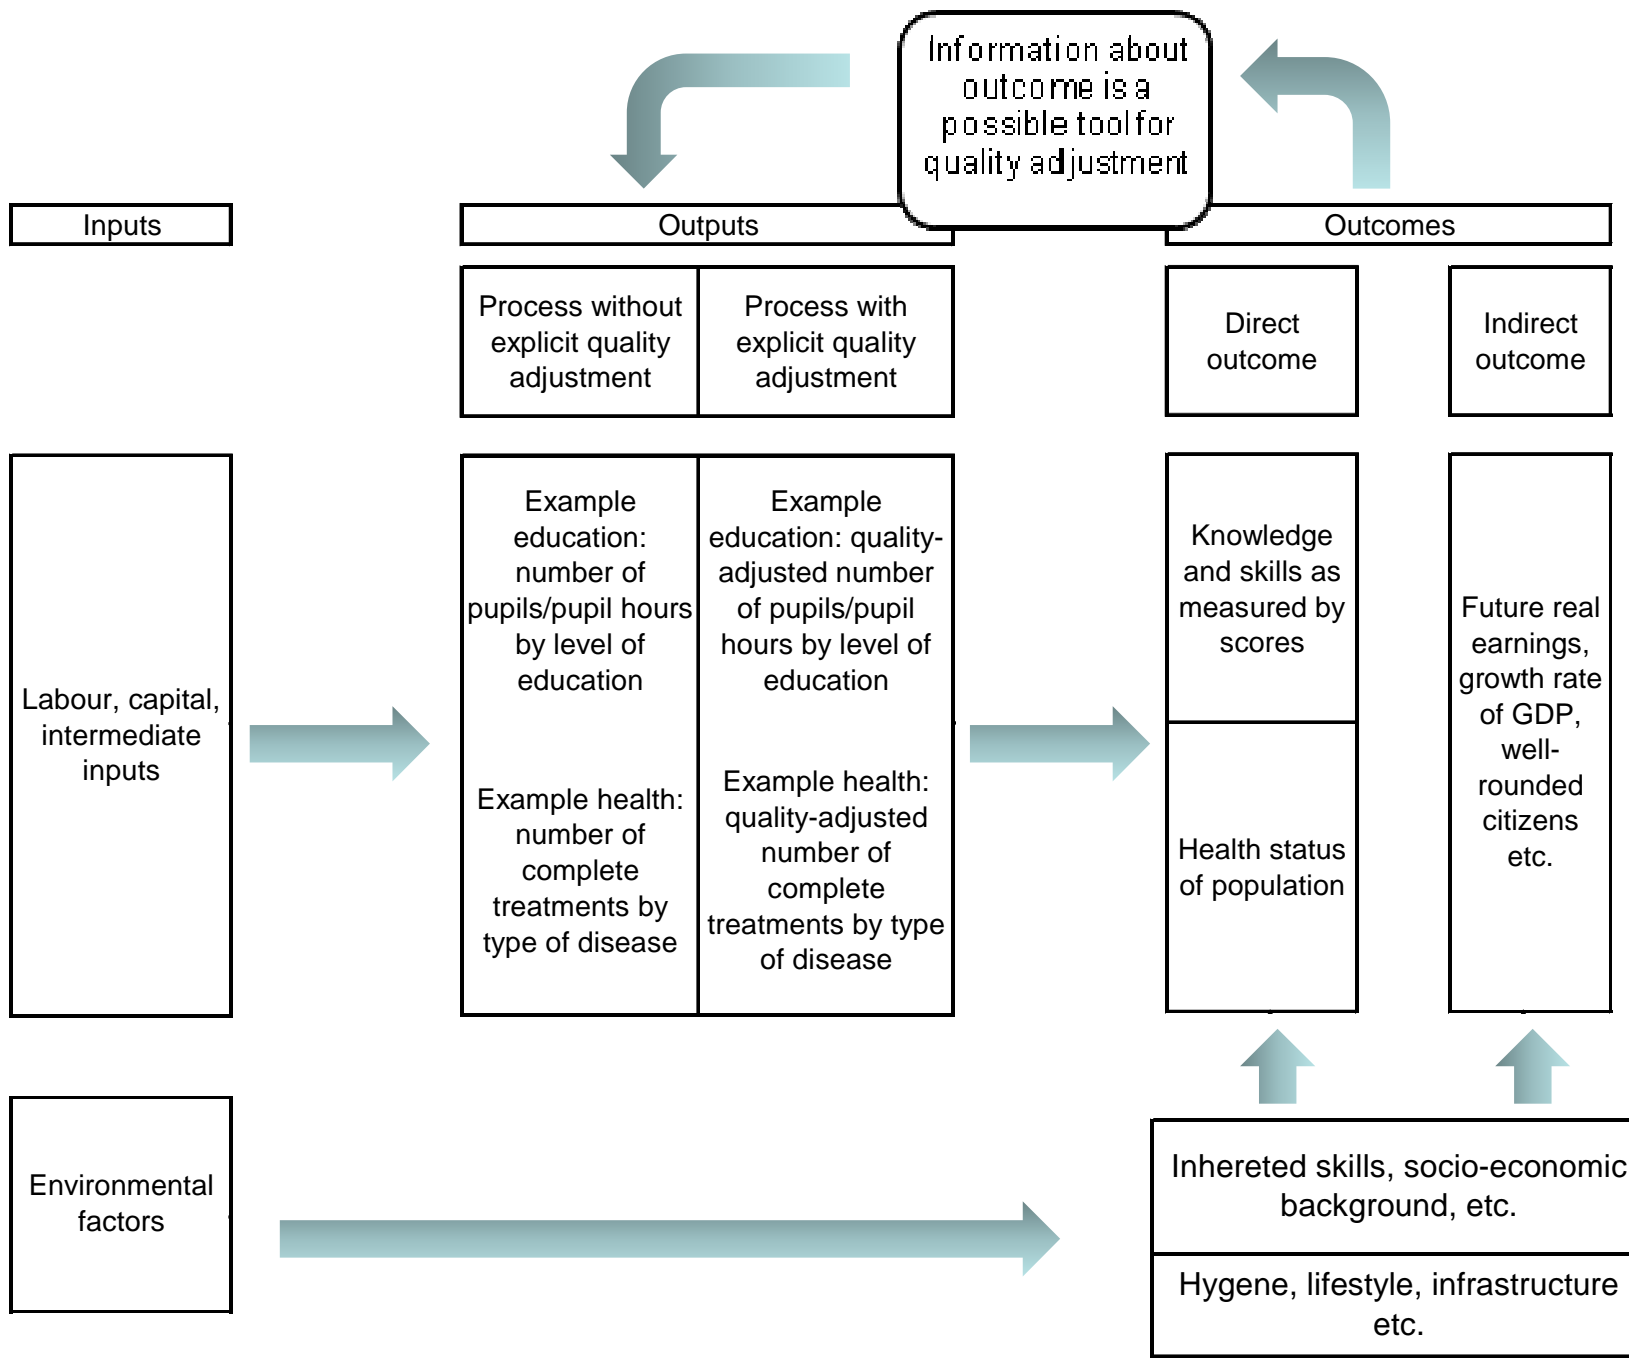 Information about
outcome is a
possible tool for
quality adjustment
Inputs
Outputs
Outcomes
Process without
explicit quality
adjustment
Process with
explicit quality
adjustment
Direct
outcome
Indirect
outcome
Labour, capital,
intermediate
inputs
Example
education:
number of
pupils/pupil hours
by level of
education
Example health:
number of
complete
treatments by
type of disease
Example
education: quality-
adjusted number
of pupils/pupil
hours by level of
education
Example health:
quality-adjusted
number of
complete
treatments by type
of disease
Knowledge
and skills as
measured by
scores
Health status
of population
Future real
earnings,
growth rate
of GDP,
well-
rounded
citizens
etc.
Environmental
factors
Inhereted skills, socio-economic
background, etc.
Hygene, lifestyle, infrastructure
etc.